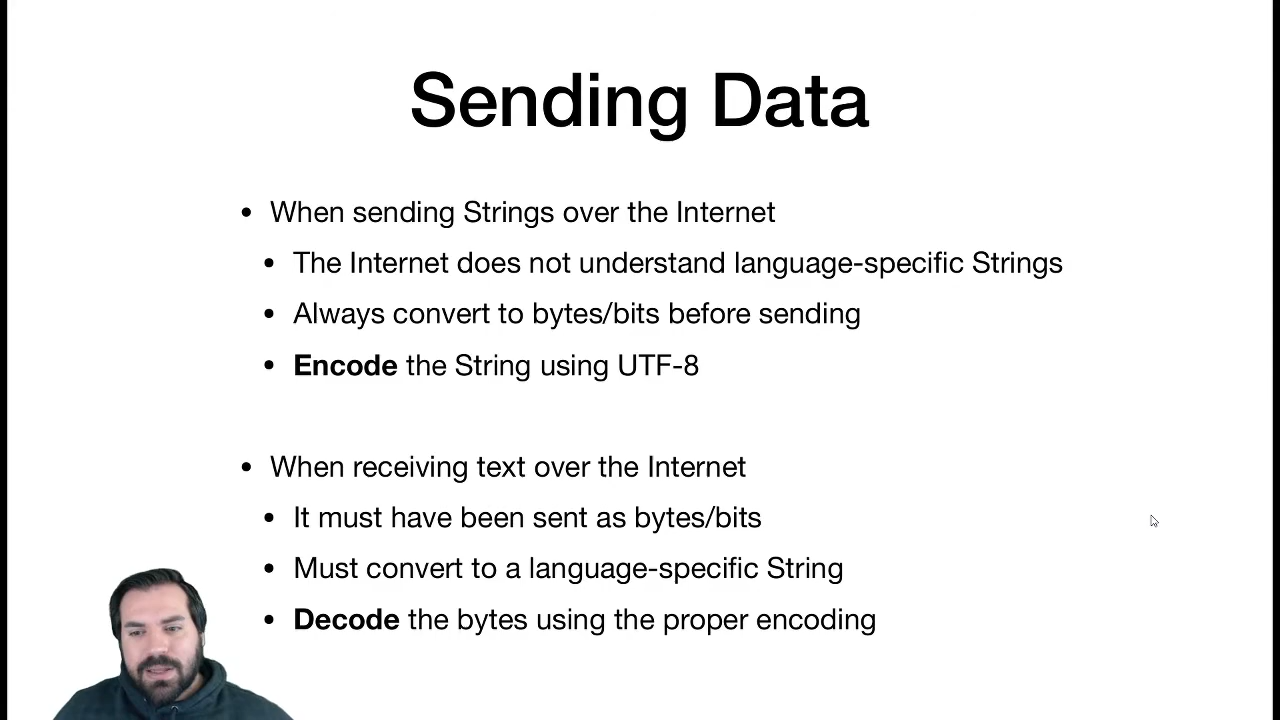 Sending Data
• When sending Strings over the Internet
• The Internet does not understand language-specific Strings
• Always convert to bytes/bits before sending
• Encode the String using UTF-8
• When receiving text over the Internet
• It must have been sent as bytes/bits
• Must convert to a language-specific String
• Decode the bytes using the proper encoding